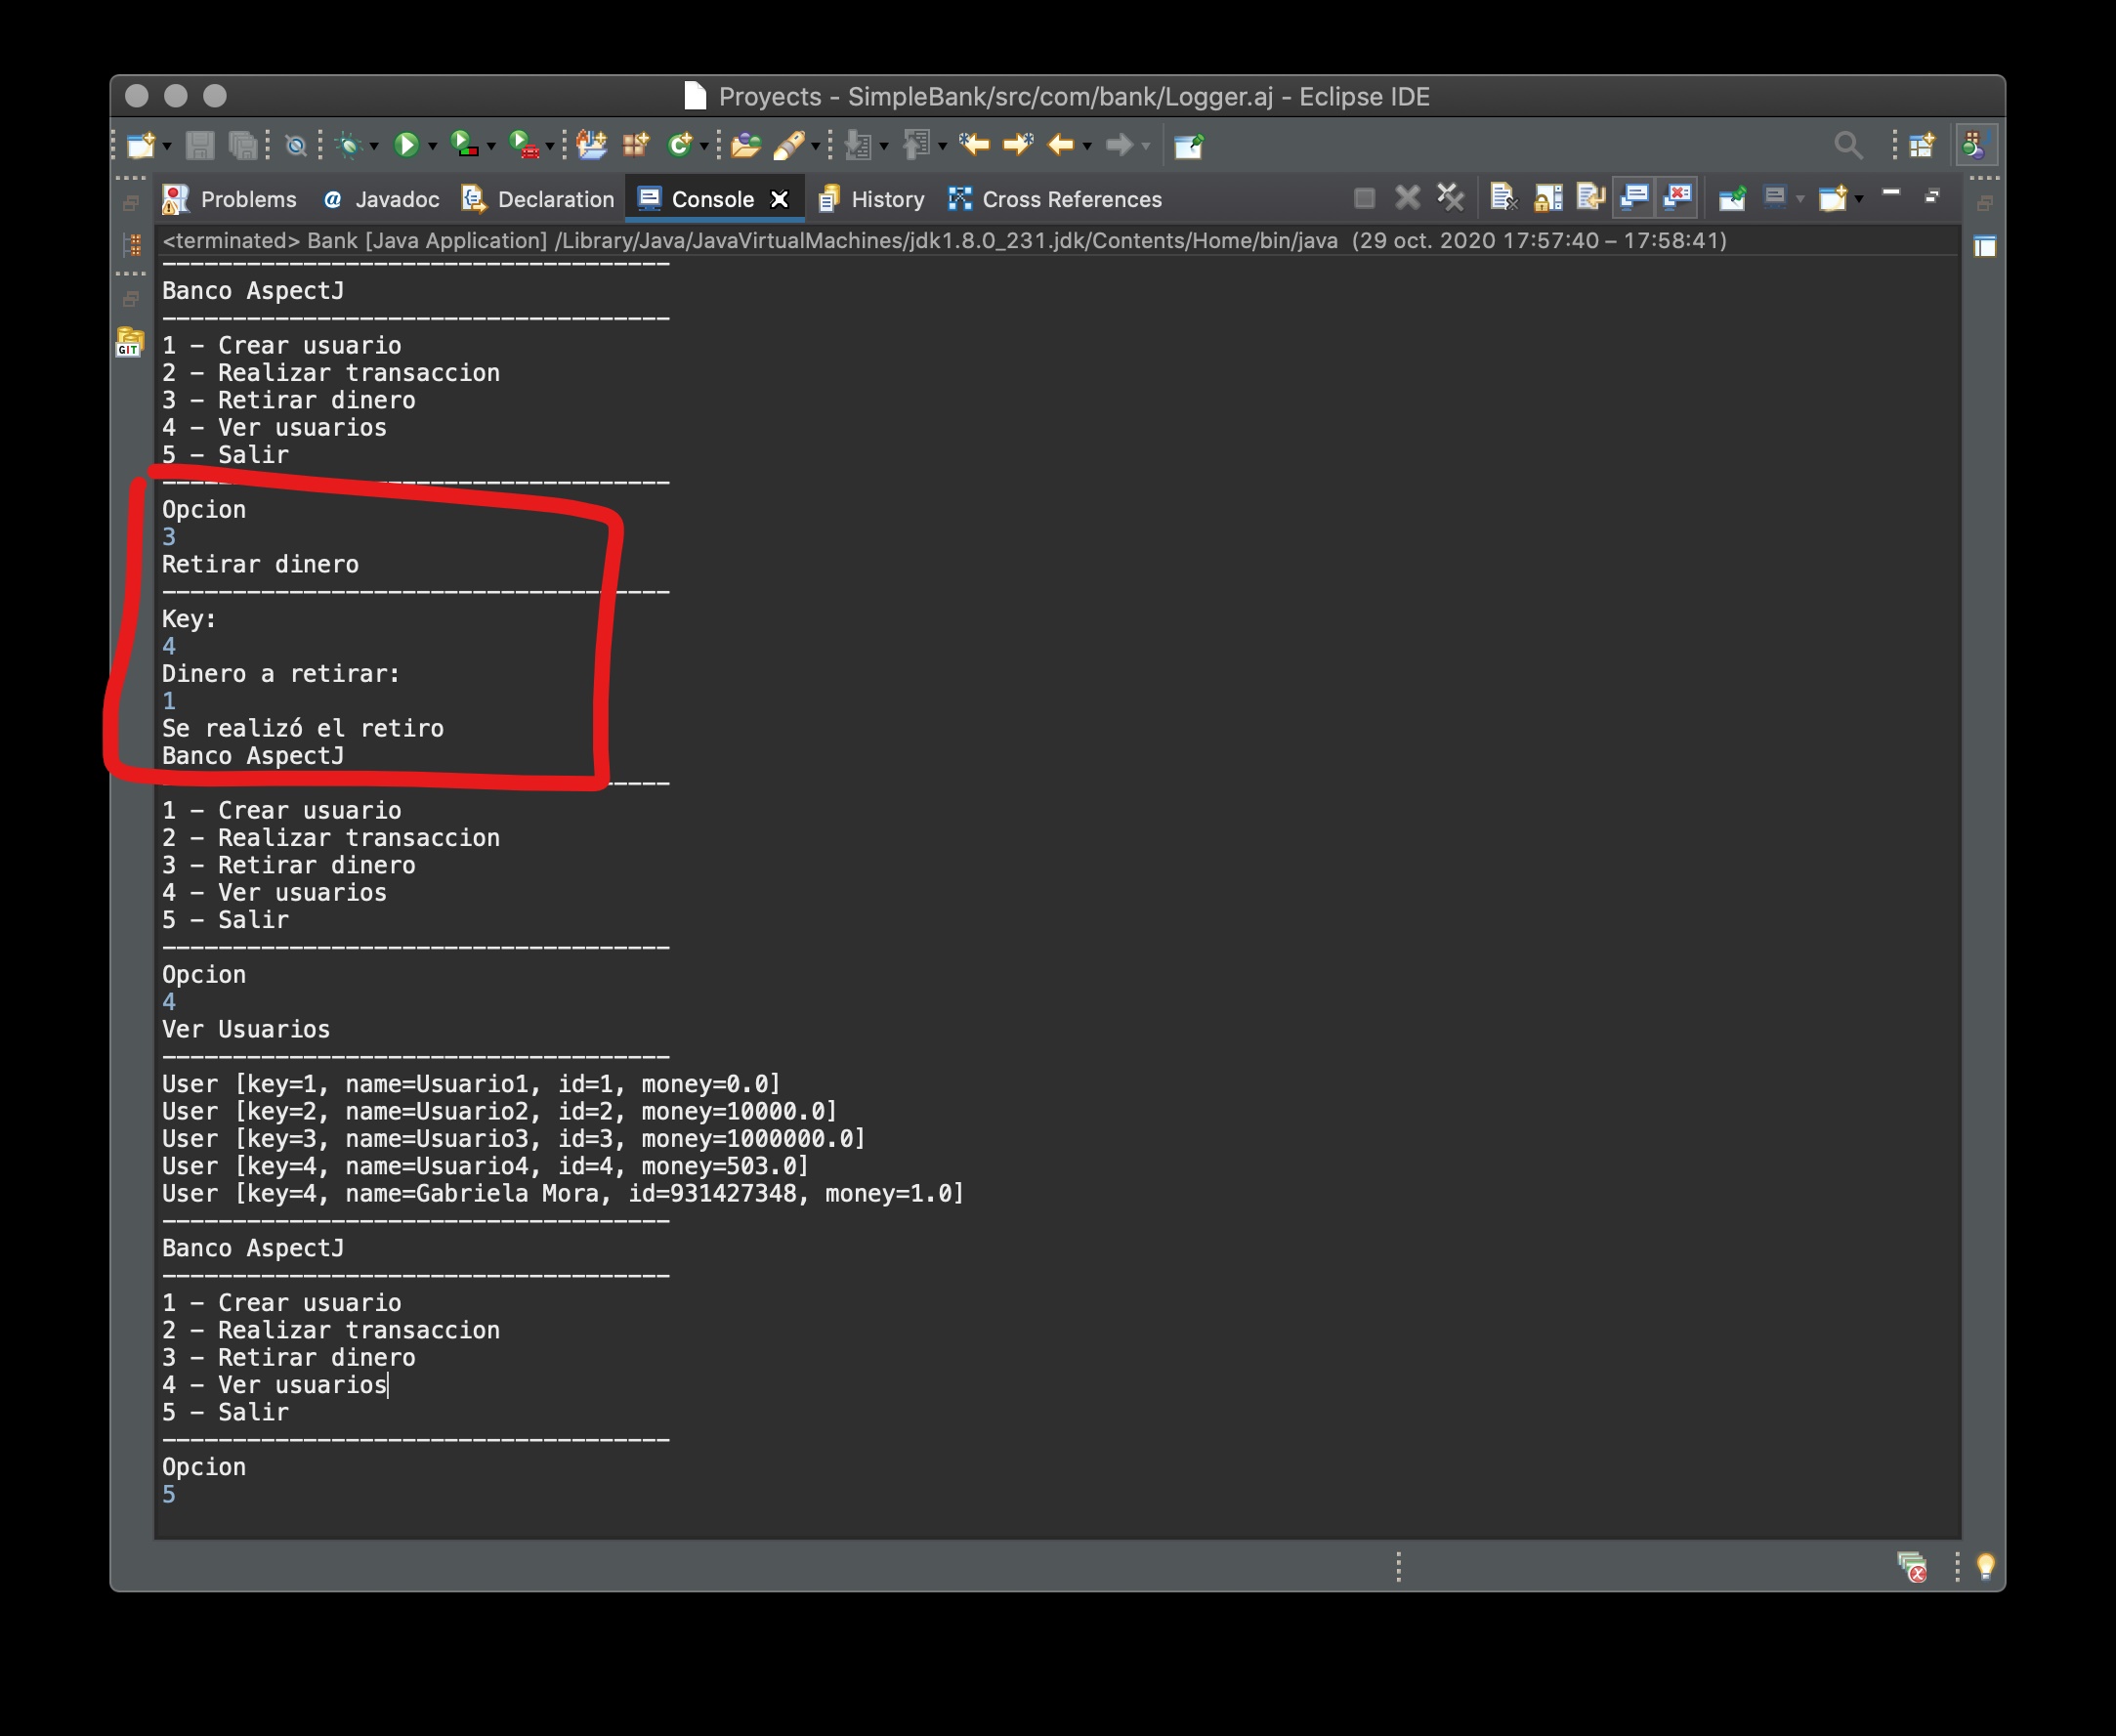 Proyects - SimpleBank/src/com/bank/Logger.aj - Eclipse IDE
Problems @ Javadoc Declaration Console History Cross References
<terminated> Bank [Java Application] /Library/Java/JavaVirtualMachines/jdk1.8.0_231.jdk/Contents/Home/bin/java (29 oct. 2020 17:57:40 – 17:58:41)
------------------------------------
Banco AspectJ
------------------------------------
1 - Crear usuario
2 - Realizar transaccion
3 - Retirar dinero
4 - Ver usuarios
5 - Salir
------------------------------------
Opcion
3
Retirar dinero
------------------------------------
Key:
4
Dinero a retirar:
1
Se realizó el retiro
Banco AspectJ
------------------------------------
1 - Crear usuario
2 - Realizar transaccion
3 - Retirar dinero
4 - Ver usuarios
5 - Salir
------------------------------------
Opcion
4
Ver Usuarios
------------------------------------
User [key=1, name=Usuario1, id=1, money=0.0]
User [key=2, name=Usuario2, id=2, money=10000.0]
User [key=3, name=Usuario3, id=3, money=1000000.0]
User [key=4, name=Usuario4, id=4, money=503.0]
User [key=4, name=Gabriela Mora, id=931427348, money=1.0]
------------------------------------
Banco AspectJ
------------------------------------
1 - Crear usuario
2 - Realizar transaccion
3 - Retirar dinero
4 - Ver usuarios
5 - Salir
------------------------------------
Opcion
5
GIT